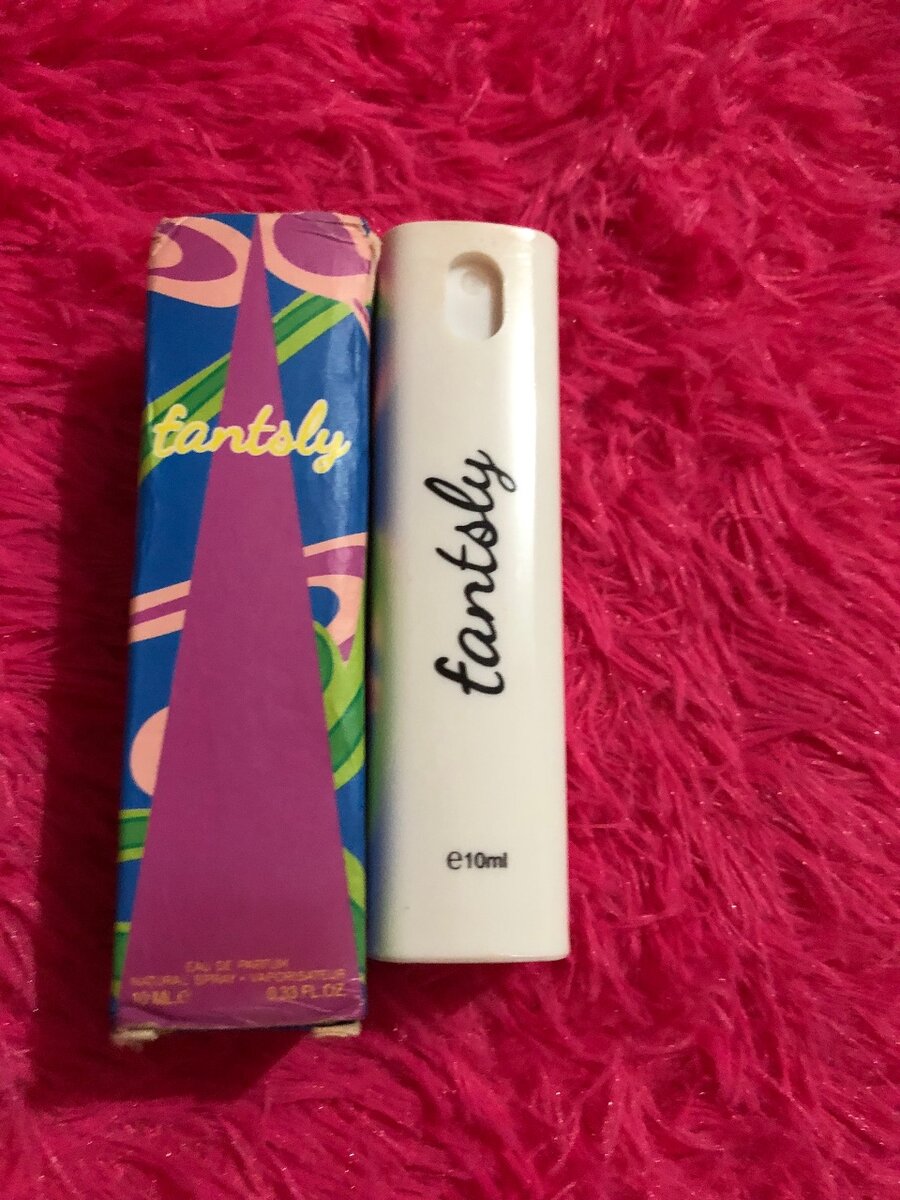 fantsly
EAU DE PARFUM
NATURAL SPRAY - VAPORISATEUR
10 ML e 0.33 FL.OZ
fantsly
e10ml